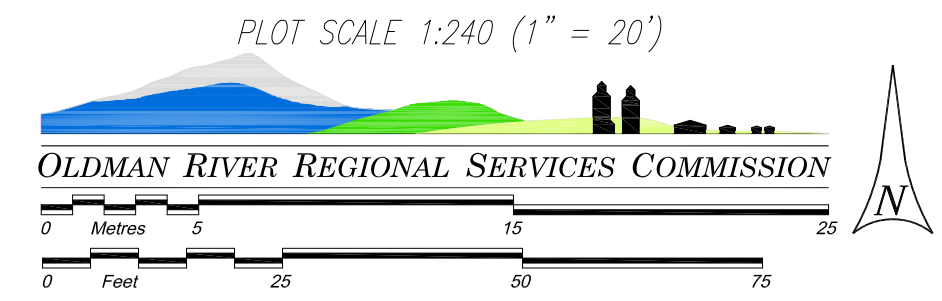 PLOT SCALE 1:240 (1" = 20')
OLDMAN RIVER REGIONAL SERVICES COMMISSION
N
0 Metres 5 15 25
0 Feet 25 50 75